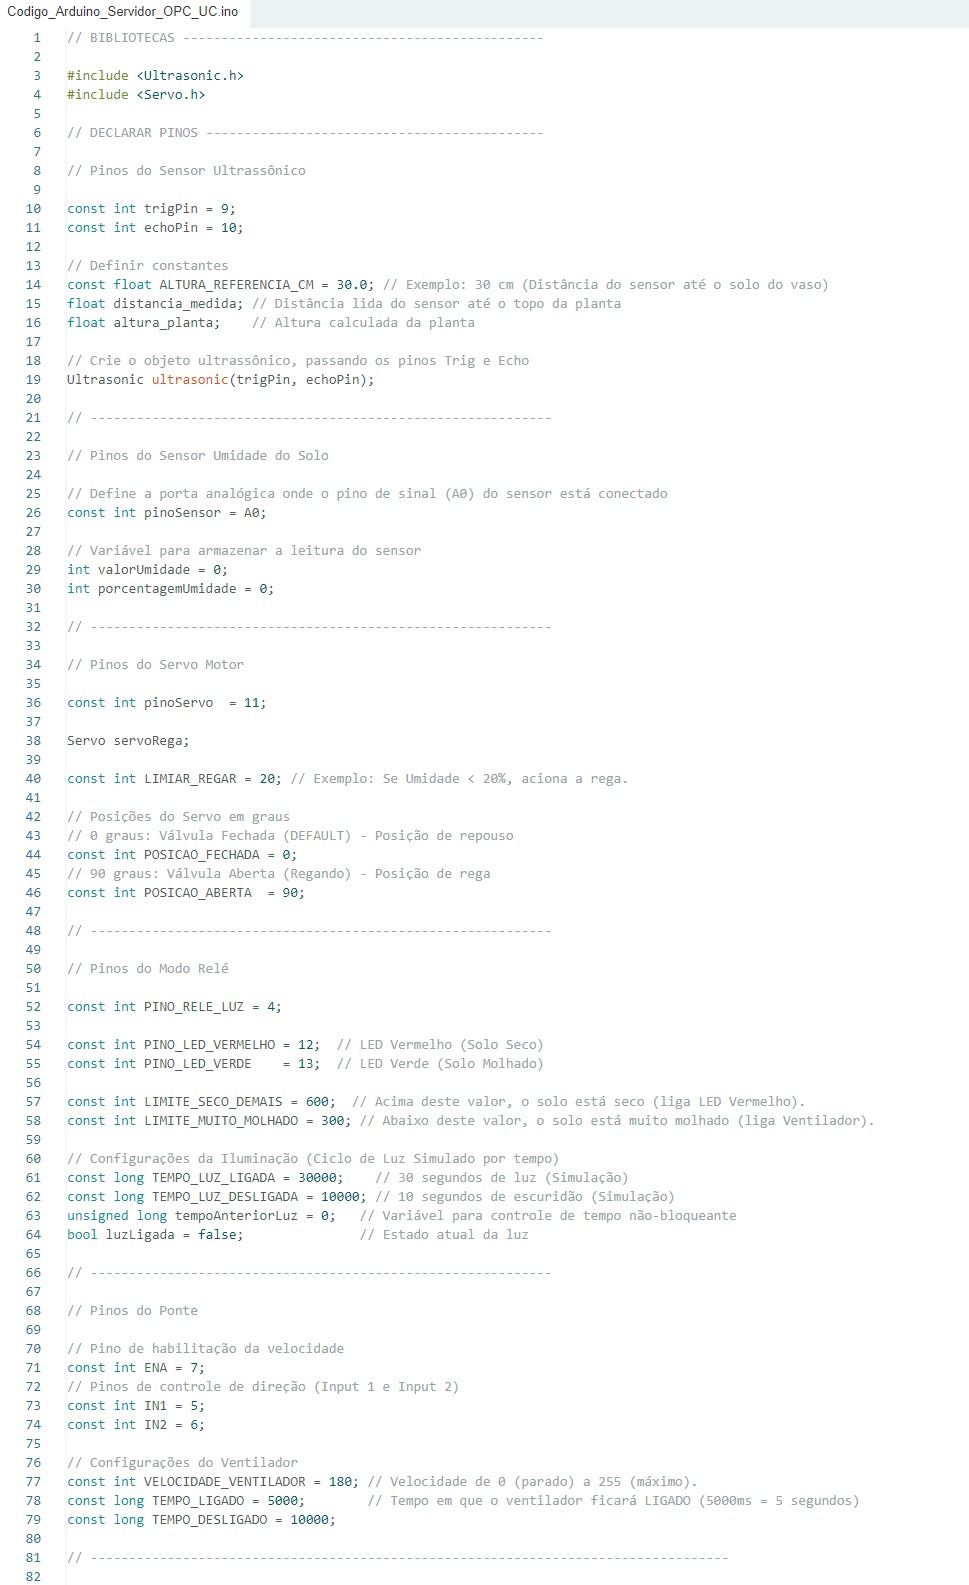 Codigo_Arduino_Servidor_OPC_UC.ino
1 // BIBLIOTECAS -----------------------------------------------
2
3 #include <Ultrasonic.h>
4 #include <Servo.h>
5
6 // DECLARAR PINOS --------------------------------------------
7
8 // Pinos do Sensor Ultrassônico
9
10 const int trigPin = 9;
11 const int echoPin = 10;
12
13 // Definir constantes
14 const float ALTURA_REFERENCIA_CM = 30.0; // Exemplo: 30 cm (Distância do sensor até o solo do vaso)
15 float distancia_medida; // Distância lida do sensor até o topo da planta
16 float altura_planta;    // Altura calculada da planta
17
18 // Crie o objeto ultrassônico, passando os pinos Trig e Echo
19 Ultrasonic ultrasonic(trigPin, echoPin);
20
21 // ------------------------------------------------------------
22
23 // Pinos do Sensor Umidade do Solo
24
25 // Define a porta analógica onde o pino de sinal (A0) do sensor está conectado
26 const int pinoSensor = A0;
27
28 // Variável para armazenar a leitura do sensor
29 int valorUmidade = 0;
30 int porcentagemUmidade = 0;
31
32 // ------------------------------------------------------------
33
34 // Pinos do Servo Motor
35
36 const int pinoServo  = 11;
37
38 Servo servoRega;
39
40 const int LIMIAR_REGAR = 20; // Exemplo: Se Umidade < 20%, aciona a rega.
41
42 // Posições do Servo em graus
43 // 0 graus: Válvula Fechada (DEFAULT) - Posição de repouso
44 const int POSICAO_FECHADA = 0;
45 // 90 graus: Válvula Aberta (Regando) - Posição de rega
46 const int POSICAO_ABERTA  = 90;
47
48 // ------------------------------------------------------------
49
50 // Pinos do Modo Relé
51
52 const int PINO_RELE_LUZ = 4;
53
54 const int PINO_LED_VERMELHO = 12;  // LED Vermelho (Solo Seco)
55 const int PINO_LED_VERDE    = 13;  // LED Verde (Solo Molhado)
56
57 const int LIMITE_SECO_DEMAIS = 600;  // Acima deste valor, o solo está seco (liga LED Vermelho).
58 const int LIMITE_MUITO_MOLHADO = 300; // Abaixo deste valor, o solo está muito molhado (liga Ventilador).
59
60 // Configurações da Iluminação (Ciclo de Luz Simulado por tempo)
61 const long TEMPO_LUZ_LIGADA = 30000;    // 30 segundos de luz (Simulação)
62 const long TEMPO_LUZ_DESLIGADA = 10000; // 10 segundos de escuridão (Simulação)
63 unsigned long tempoAnteriorLuz = 0;   // Variável para controle de tempo não-bloqueante
64 bool luzLigada = false;               // Estado atual da luz
65
66 // ------------------------------------------------------------
67
68 // Pinos do Ponte
69
70 // Pino de habilitação da velocidade
71 const int ENA = 7;
72 // Pinos de controle de direção (Input 1 e Input 2)
73 const int IN1 = 5;
74 const int IN2 = 6;
75
76 // Configurações do Ventilador
77 const int VELOCIDADE_VENTILADOR = 180; // Velocidade de 0 (parado) a 255 (máximo).
78 const long TEMPO_LIGADO = 5000;        // Tempo em que o ventilador ficará LIGADO (5000ms = 5 segundos)
79 const long TEMPO_DESLIGADO = 10000;
80
81 // -----------------------------------------------------------------------------------
82